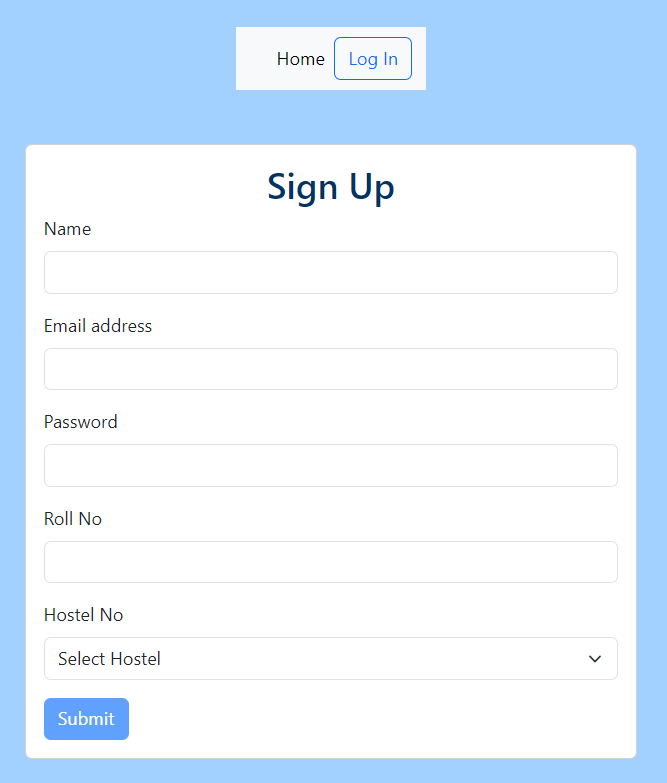 Home Log In
Sign Up
Name
Email address
Password
Roll No
Hostel No
Select Hostel
Submit